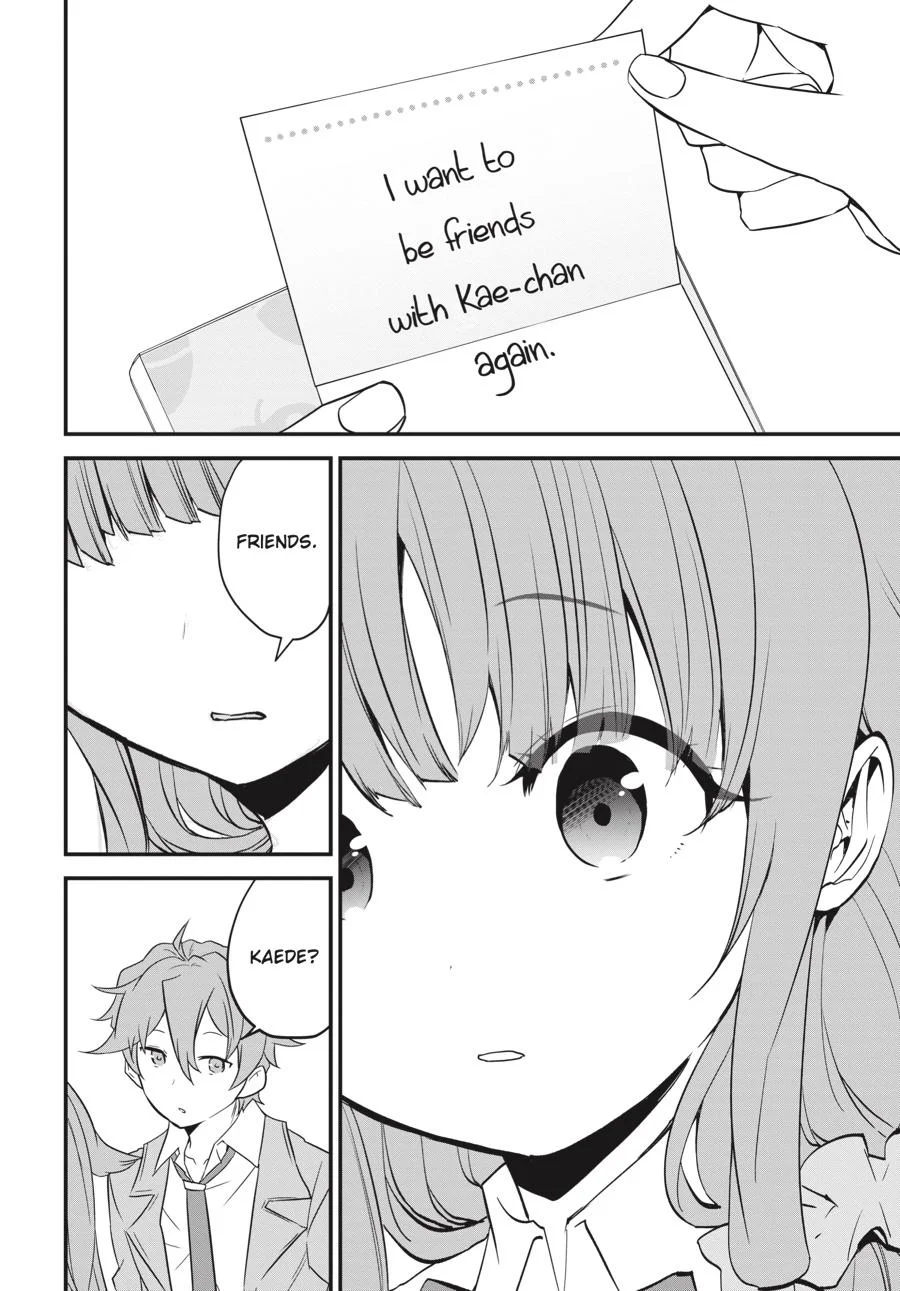 I want to
be friends
with Kae-chan
again.
FRIENDS.
KAEDE?